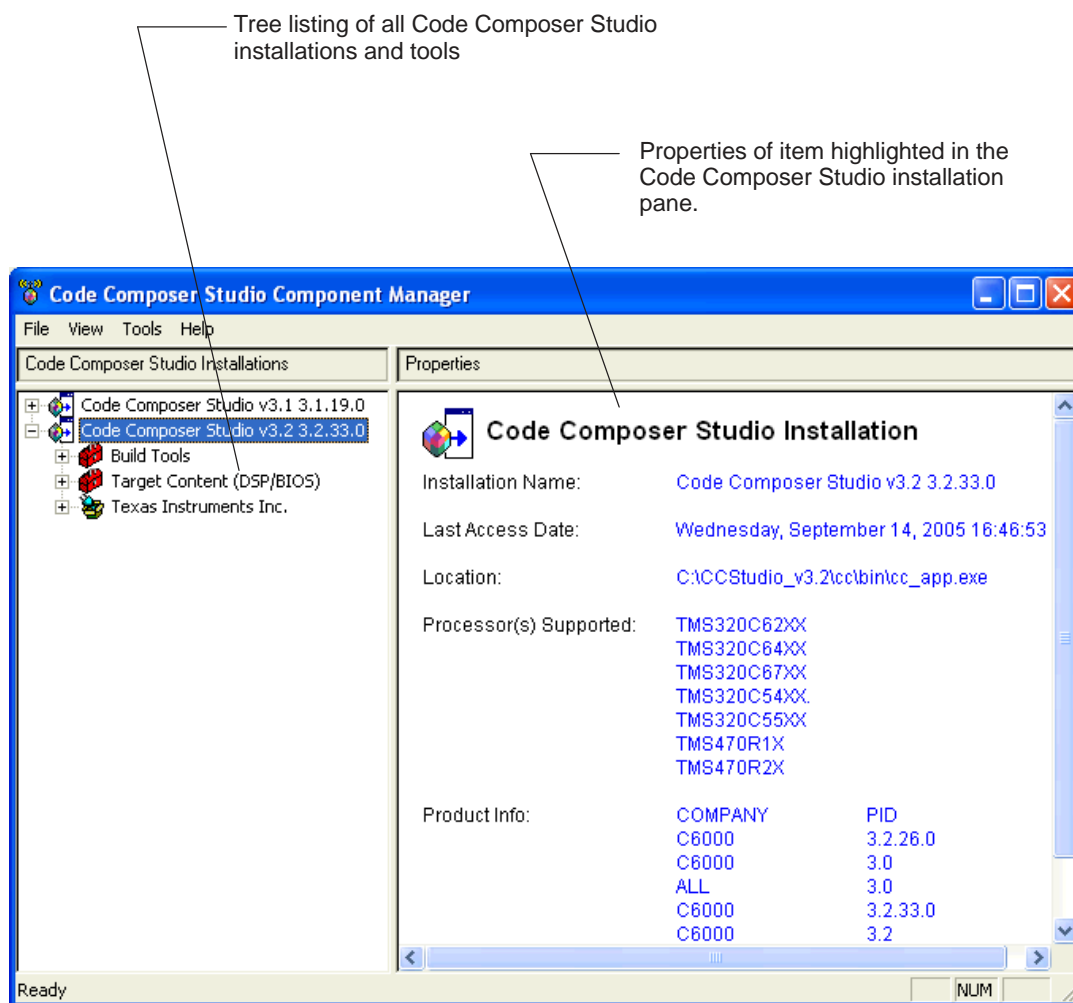 Tree listing of all Code Composer Studio
installations and tools
Properties of item highlighted in the
Code Composer Studio installation
pane.
Code Composer Studio Component Manager
File View Tools Help
Code Composer Studio Installations
Properties
Code Composer Studio v3.1 3.1.19.0
Code Composer Studio v3.2 3.2.33.0
Build Tools
Target Content (DSP/BIOS)
Texas Instruments Inc.
Code Composer Studio Installation
Installation Name: Code Composer Studio v3.2 3.2.33.0
Last Access Date: Wednesday, September 14, 2005 16:46:53
Location: C:\CCStudio_v3.2\cc\bin\cc_app.exe
Processor(s) Supported: TMS320C62XX
TMS320C64XX
TMS320C67XX
TMS320C54XX.
TMS320C55XX
TMS470R1X
TMS470R2X
Product Info: COMPANY PID
C6000 3.2.26.0
C6000 3.0
ALL 3.0
C6000 3.2.33.0
C6000 3.2
Ready NUM